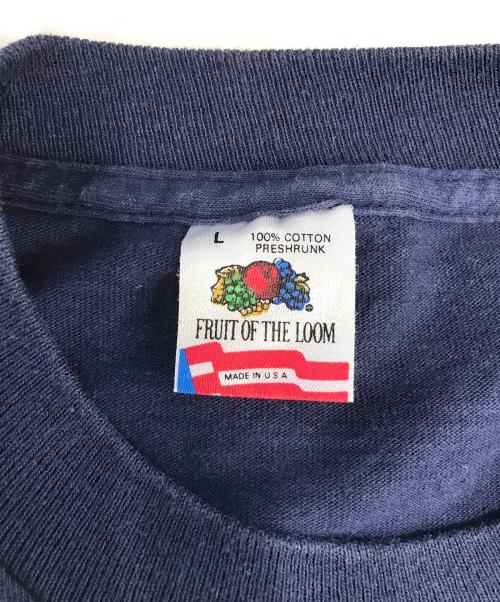 L
100% COTTON
PRESHRUNK
®
FRUIT OF THE LOOM
MADE IN U.S.A